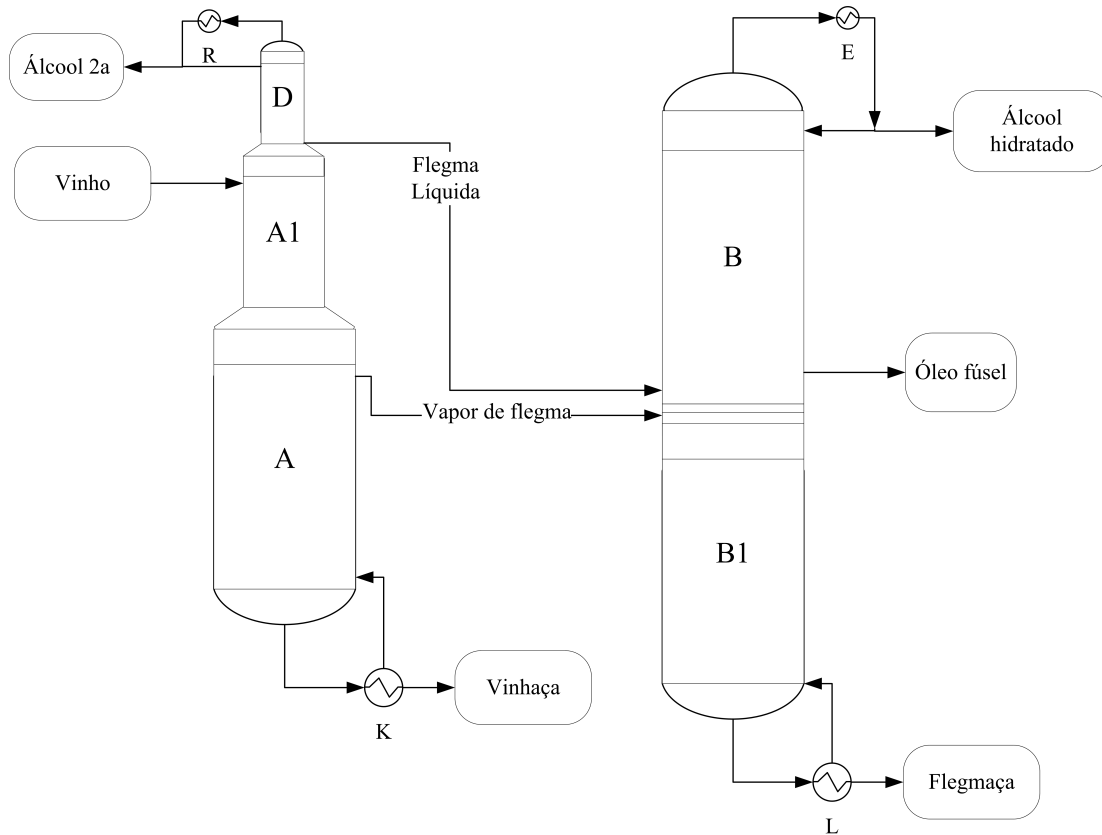 E
R
Álcool 2a
D
Álcool
hidratado
Flegma
Líquida
Vinho
A1
B
Óleo fúsel
Vapor de flegma
A
B1
Vinhaça
K
Flegmaça
L